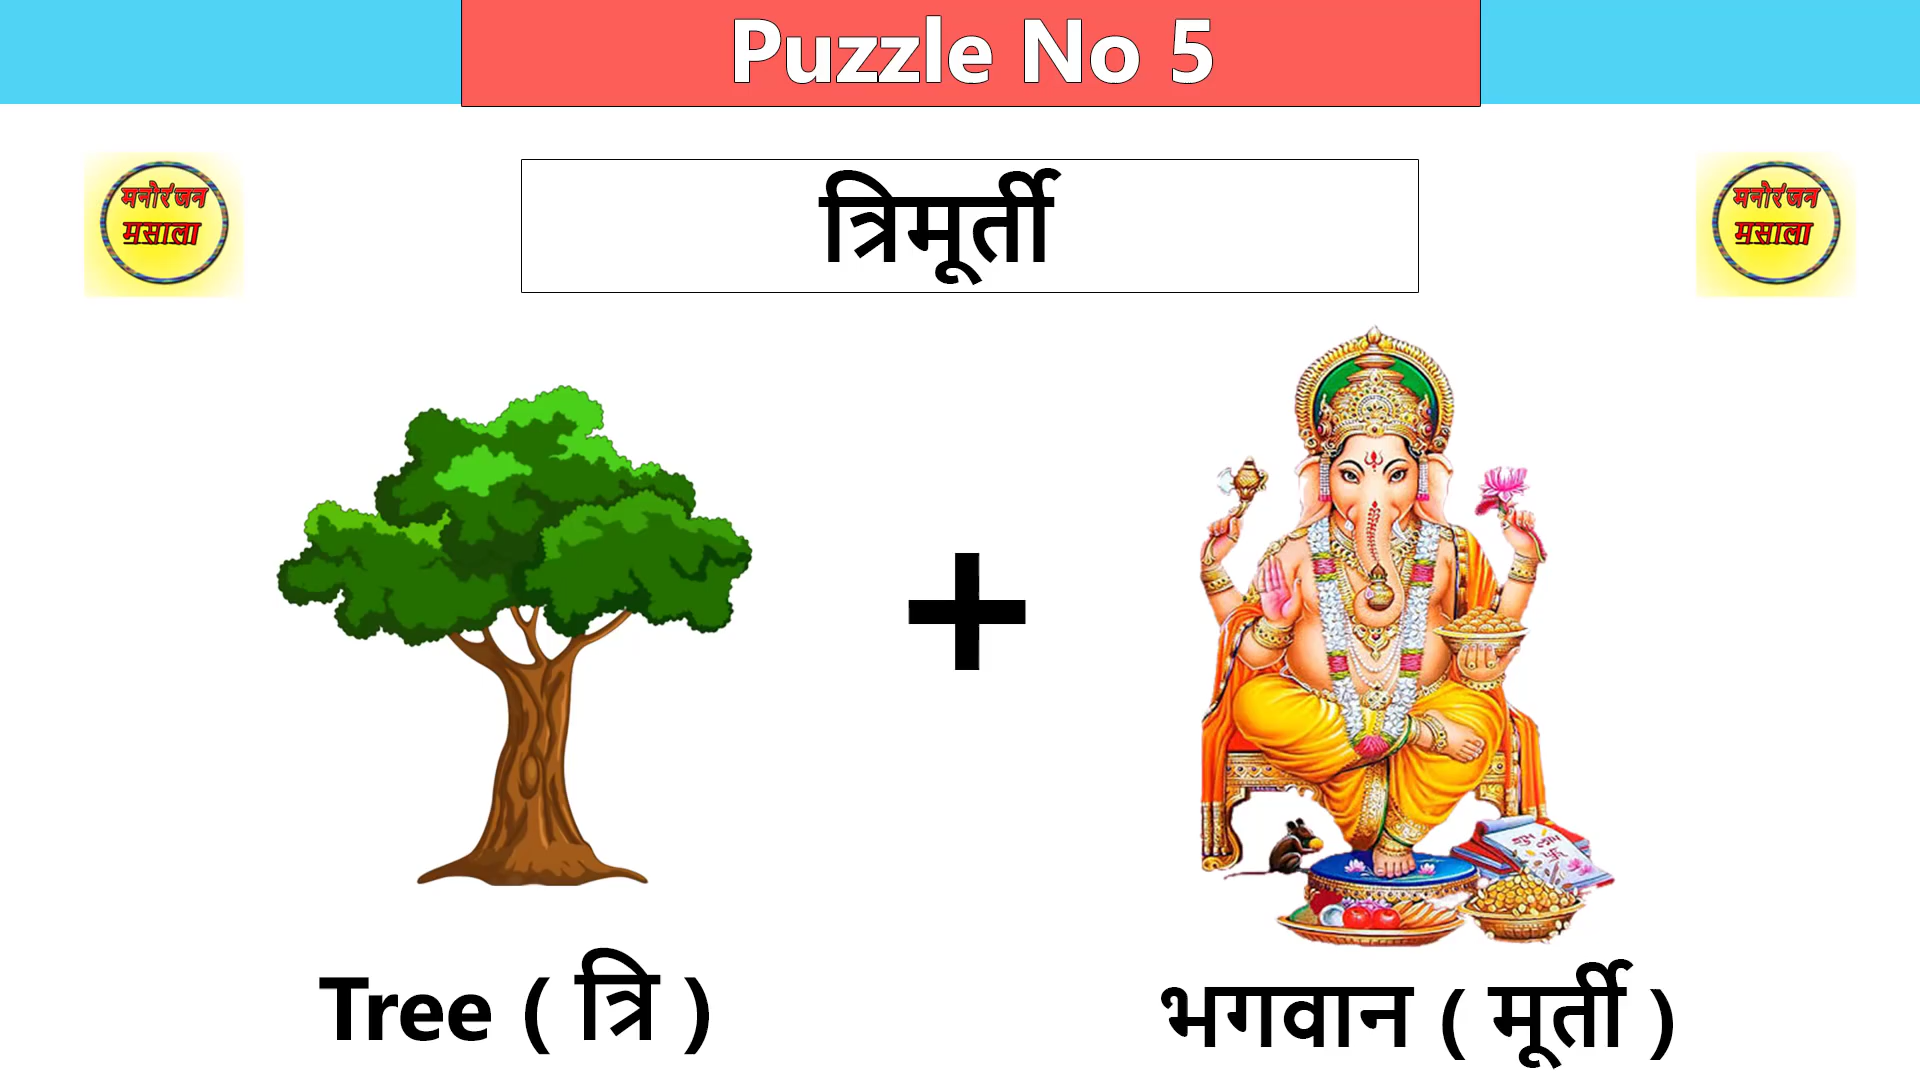 Puzzle No 5
मनोरंजन
मसाला
त्रिमूर्ती
मनोरंजन
मसाला
+
शुभ
लाभ
Tree ( त्रि )
भगवान ( मूर्ती )